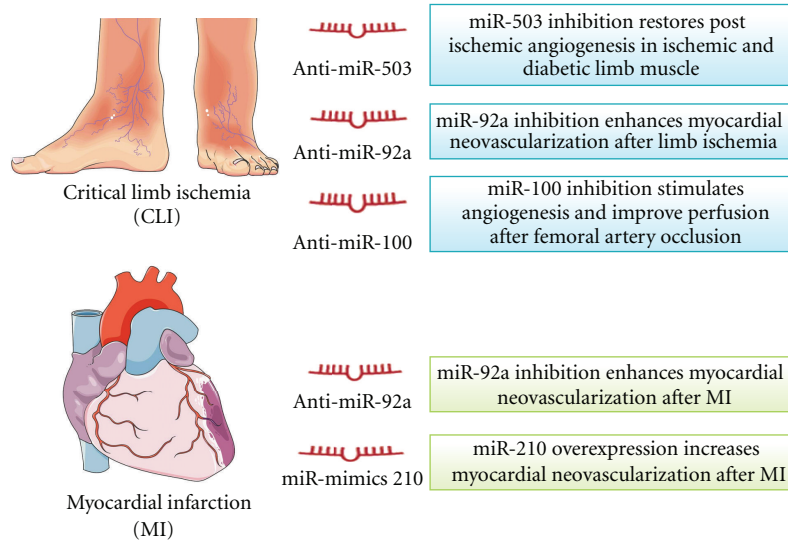 Anti-miR-503
miR-503 inhibition restores post
ischemic angiogenesis in ischemic and
diabetic limb muscle
Anti-miR-92a
miR-92a inhibition enhances myocardial
neovascularization after limb ischemia
Critical limb ischemia
(CLI)
Anti-miR-100
miR-100 inhibition stimulates
angiogenesis and improve perfusion
after femoral artery occlusion
Anti-miR-92a
miR-92a inhibition enhances myocardial
neovascularization after MI
miR-mimics 210
miR-210 overexpression increases
myocardial neovascularization after MI
Myocardial infarction
(MI)